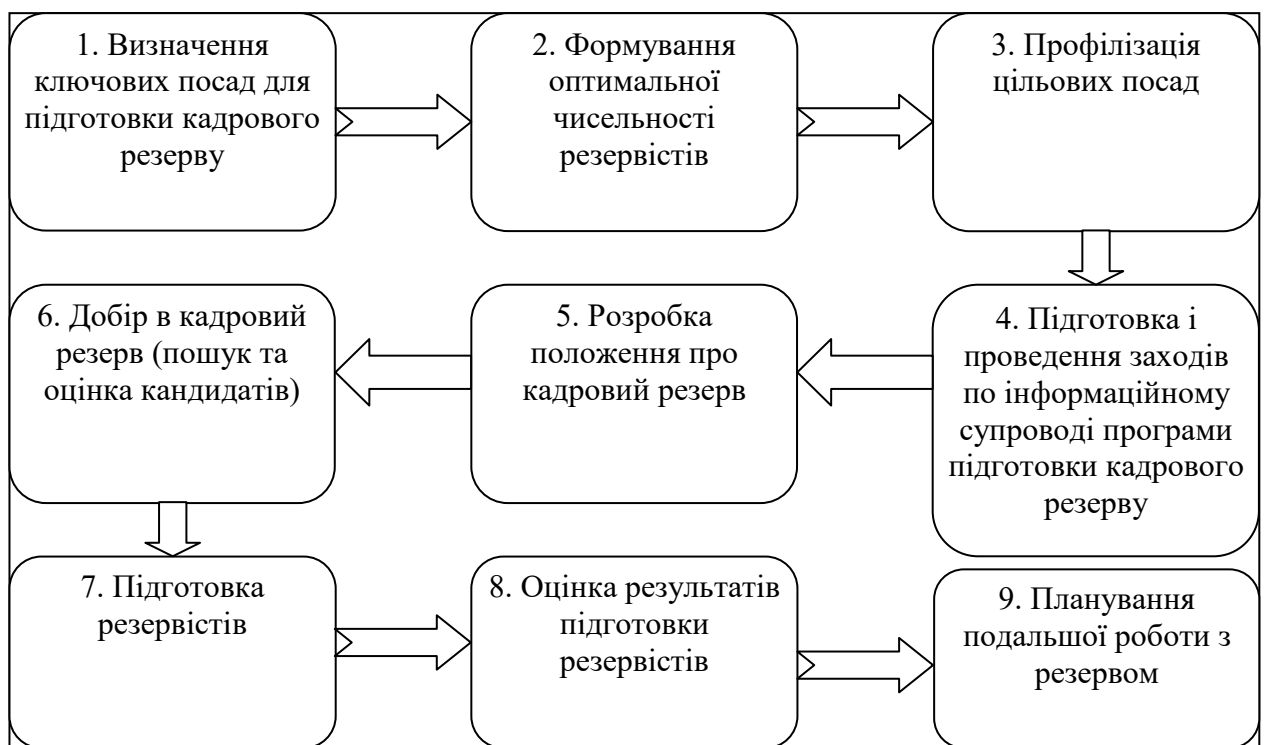 1. Визначення
ключових посад для
підготовки кадрового
резерву
2. Формування
оптимальної
чисельності
резервістів
3. Профілізація
цільових посад
4. Підготовка і
проведення заходів
по інформаційному
супроводі програми
підготовки кадрового
резерву
5. Розробка
положення про
кадровий резерв
6. Добір в кадровий
резерв (пошук та
оцінка кандидатів)
7. Підготовка
резервістів
8. Оцінка результатів
підготовки
резервістів
9. Планування
подальшої роботи з
резервом